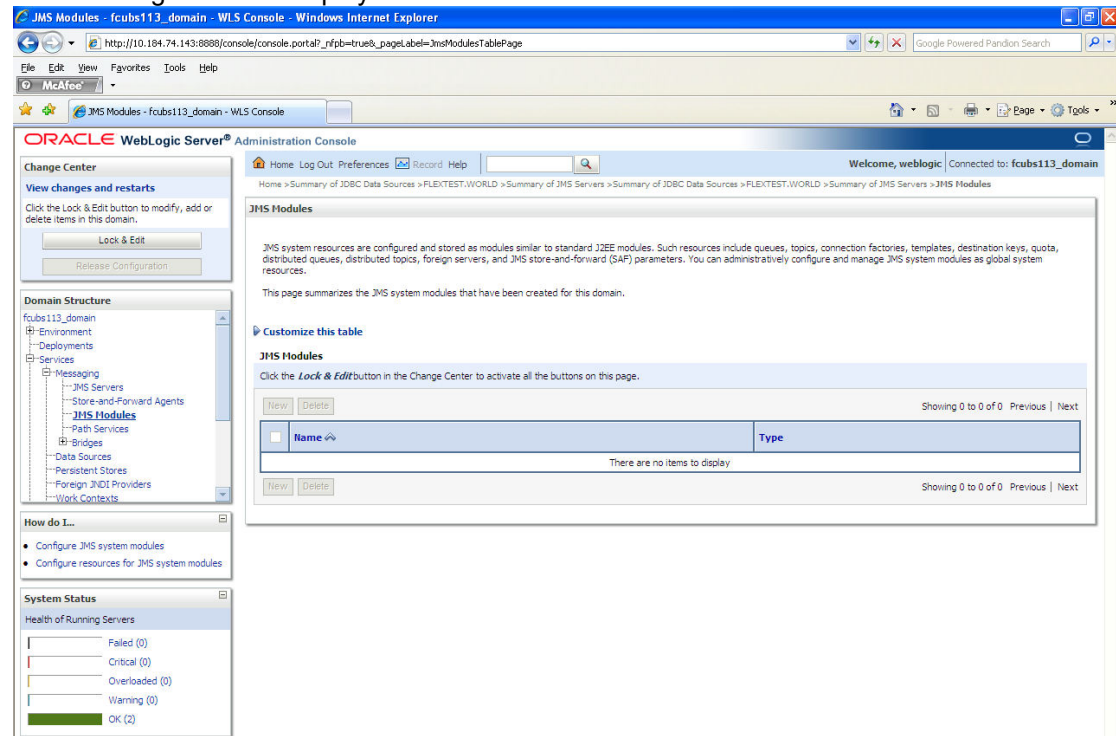 JMS Modules - fcubs113_domain - WLS Console - Windows Internet Explorer
http://10.184.74.143:8888/console/console.portal?_nfpb=true&_pageLabel=JmsModulesTablePage
Google Powered Pandion Search
File Edit View Favorites Tools Help
McAfee
JMS Modules - fcubs113_domain - WLS Console
Page Tools
ORACLE WebLogic Server® Administration Console
Change Center
View changes and restarts
Click the Lock & Edit button to modify, add or
delete items in this domain.
Lock & Edit
Release Configuration
Domain Structure
fcubs113_domain
Environment
Deployments
Services
Messaging
JMS Servers
Store-and-Forward Agents
JMS Modules
Path Services
Bridges
Data Sources
Persistent Stores
Foreign JNDI Providers
Work Contexts
How do I...
Configure JMS system modules
Configure resources for JMS system modules
System Status
Health of Running Servers
Failed (0)
Critical (0)
Overloaded (0)
Warning (0)
OK (2)
Home Log Out Preferences Record Help
Welcome, weblogic Connected to: fcubs113_domain
Home >Summary of JDBC Data Sources >FLEXTEST.WORLD >Summary of JMS Servers >Summary of JDBC Data Sources >FLEXTEST.WORLD >Summary of JMS Servers >JMS Modules
JMS Modules
JMS system resources are configured and stored as modules similar to standard J2EE modules. Such resources include queues, topics, connection factories, templates, destination keys, quota,
distributed queues, distributed topics, foreign servers, and JMS store-and-forward (SAF) parameters. You can administratively configure and manage JMS system modules as global system
resources.
This page summarizes the JMS system modules that have been created for this domain.
Customize this table
JMS Modules
Click the Lock & Edit button in the Change Center to activate all the buttons on this page.
New Delete Showing 0 to 0 of 0 Previous | Next
Name Type
There are no items to display
New Delete Showing 0 to 0 of 0 Previous | Next